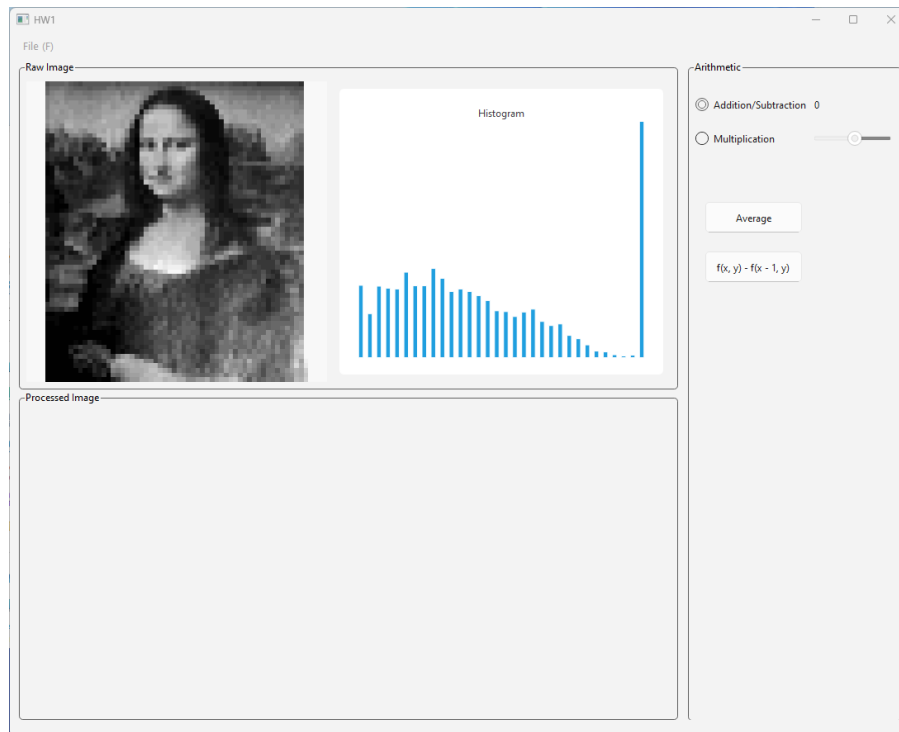 HW1
File (F)
Raw Image
Histogram
Processed Image
Arithmetic
Addition/Subtraction 0
Multiplication
Average
f(x, y) - f(x - 1, y)